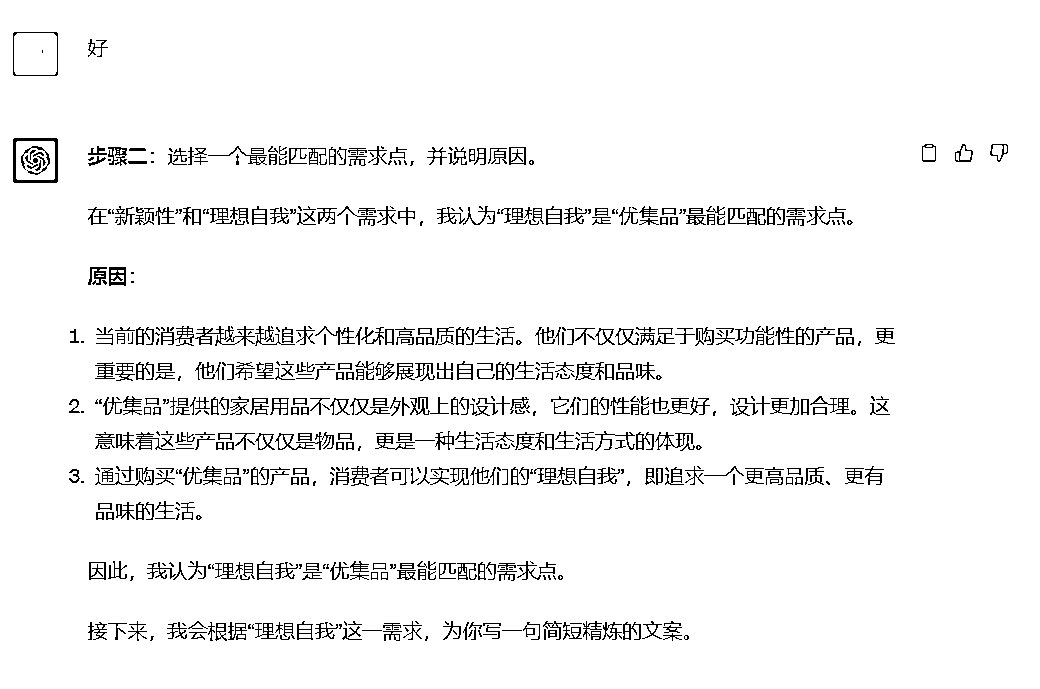 好
步骤二：选择一个最能匹配的需求点，并说明原因。
在“新颖性”和“理想自我”这两个需求中，我认为“理想自我”是“优集品”最能匹配的需求点。
原因：
1. 当前的消费者越来越追求个性化和高品质的生活。他们不仅仅满足于购买功能性的产品，更
重要的是，他们希望这些产品能够展现出自己的生活态度和品味。
2. “优集品”提供的家居用品不仅仅是外观上的设计感，它们的性能也更好，设计更加合理。这
意味着这些产品不仅仅是物品，更是一种生活态度和生活方式的体现。
3. 通过购买“优集品”的产品，消费者可以实现他们的“理想自我”，即追求一个更高品质、更有
品味的生活。
因此，我认为“理想自我”是“优集品”最能匹配的需求点。
接下来，我会根据“理想自我”这一需求，为你写一句简短精炼的文案。